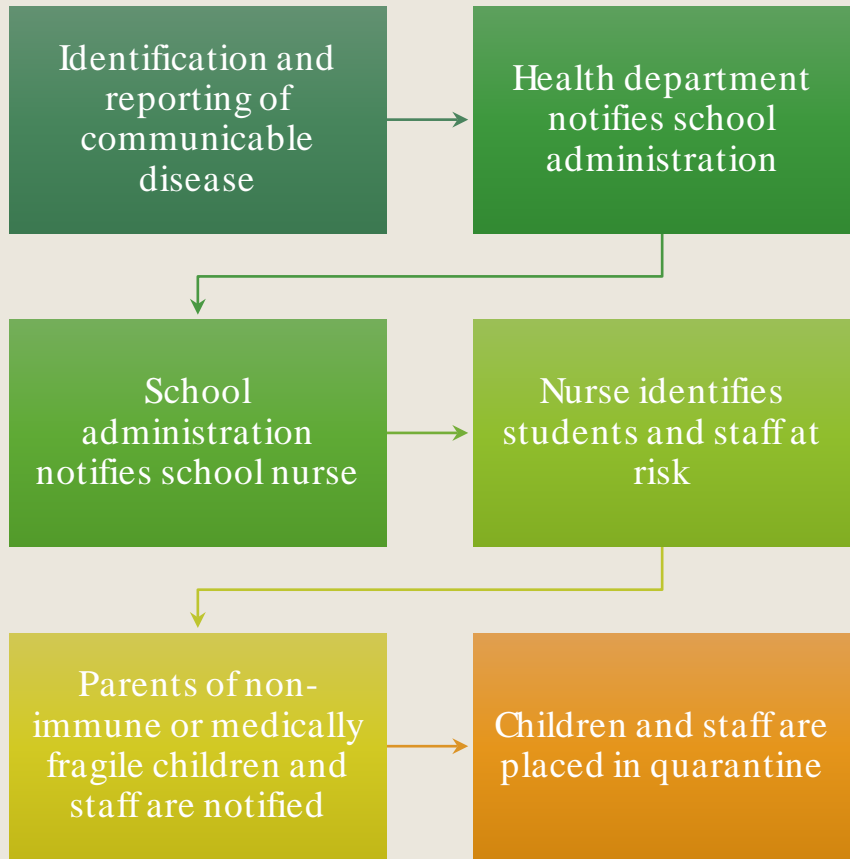 Identification and
reporting of
communicable
disease
Health department
notifies school
administration
School
administration
notifies school nurse
Nurse identifies
students and staff at
risk
Parents of non-
immune or medically
fragile children and
staff are notified
Children and staff are
placed in quarantine